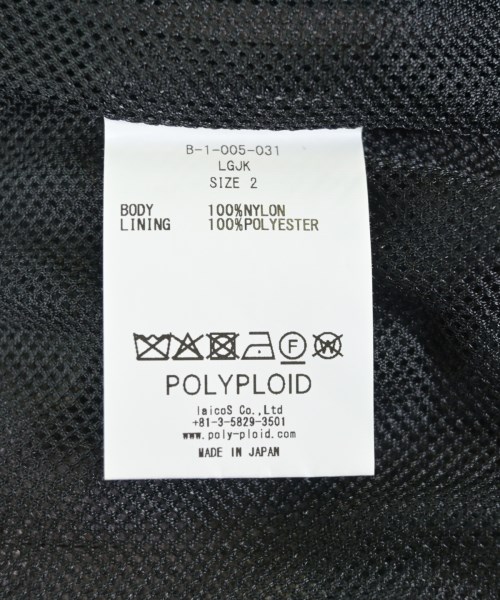 B-1-005-031
LGJK
SIZE 2
BODY 100%NYLON
LINING 100%POLYESTER
F W
POLYPLOID
laicoS Co.,Ltd
+81-3-5829-3501
www.poly-ploid.com
MADE IN JAPAN